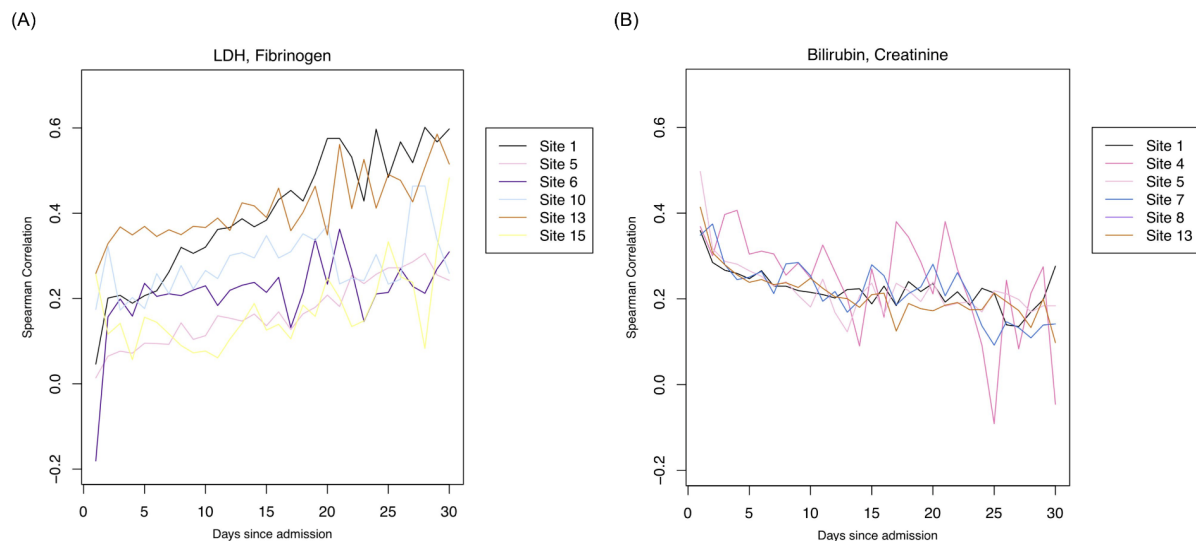 (A)
LDH, Fibrinogen
Spearman Correlation
0.6
0.4
0.2
0.0
−0.2
0 5 10 15 20 25 30
Days since admission
Site 1
Site 5
Site 6
Site 10
Site 13
Site 15
(B)
Bilirubin, Creatinine
Spearman Correlation
0.6
0.4
0.2
0.0
−0.2
0 5 10 15 20 25 30
Days since admission
Site 1
Site 4
Site 5
Site 7
Site 8
Site 13